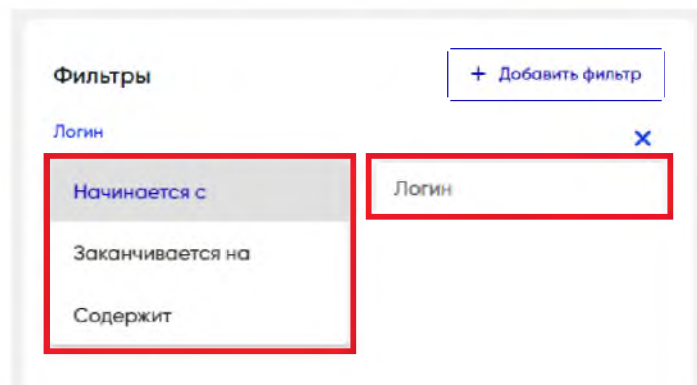 Фильтры
+ Добавить фильтр
Логин
Начинается с
Логин
Заканчивается на
Содержит